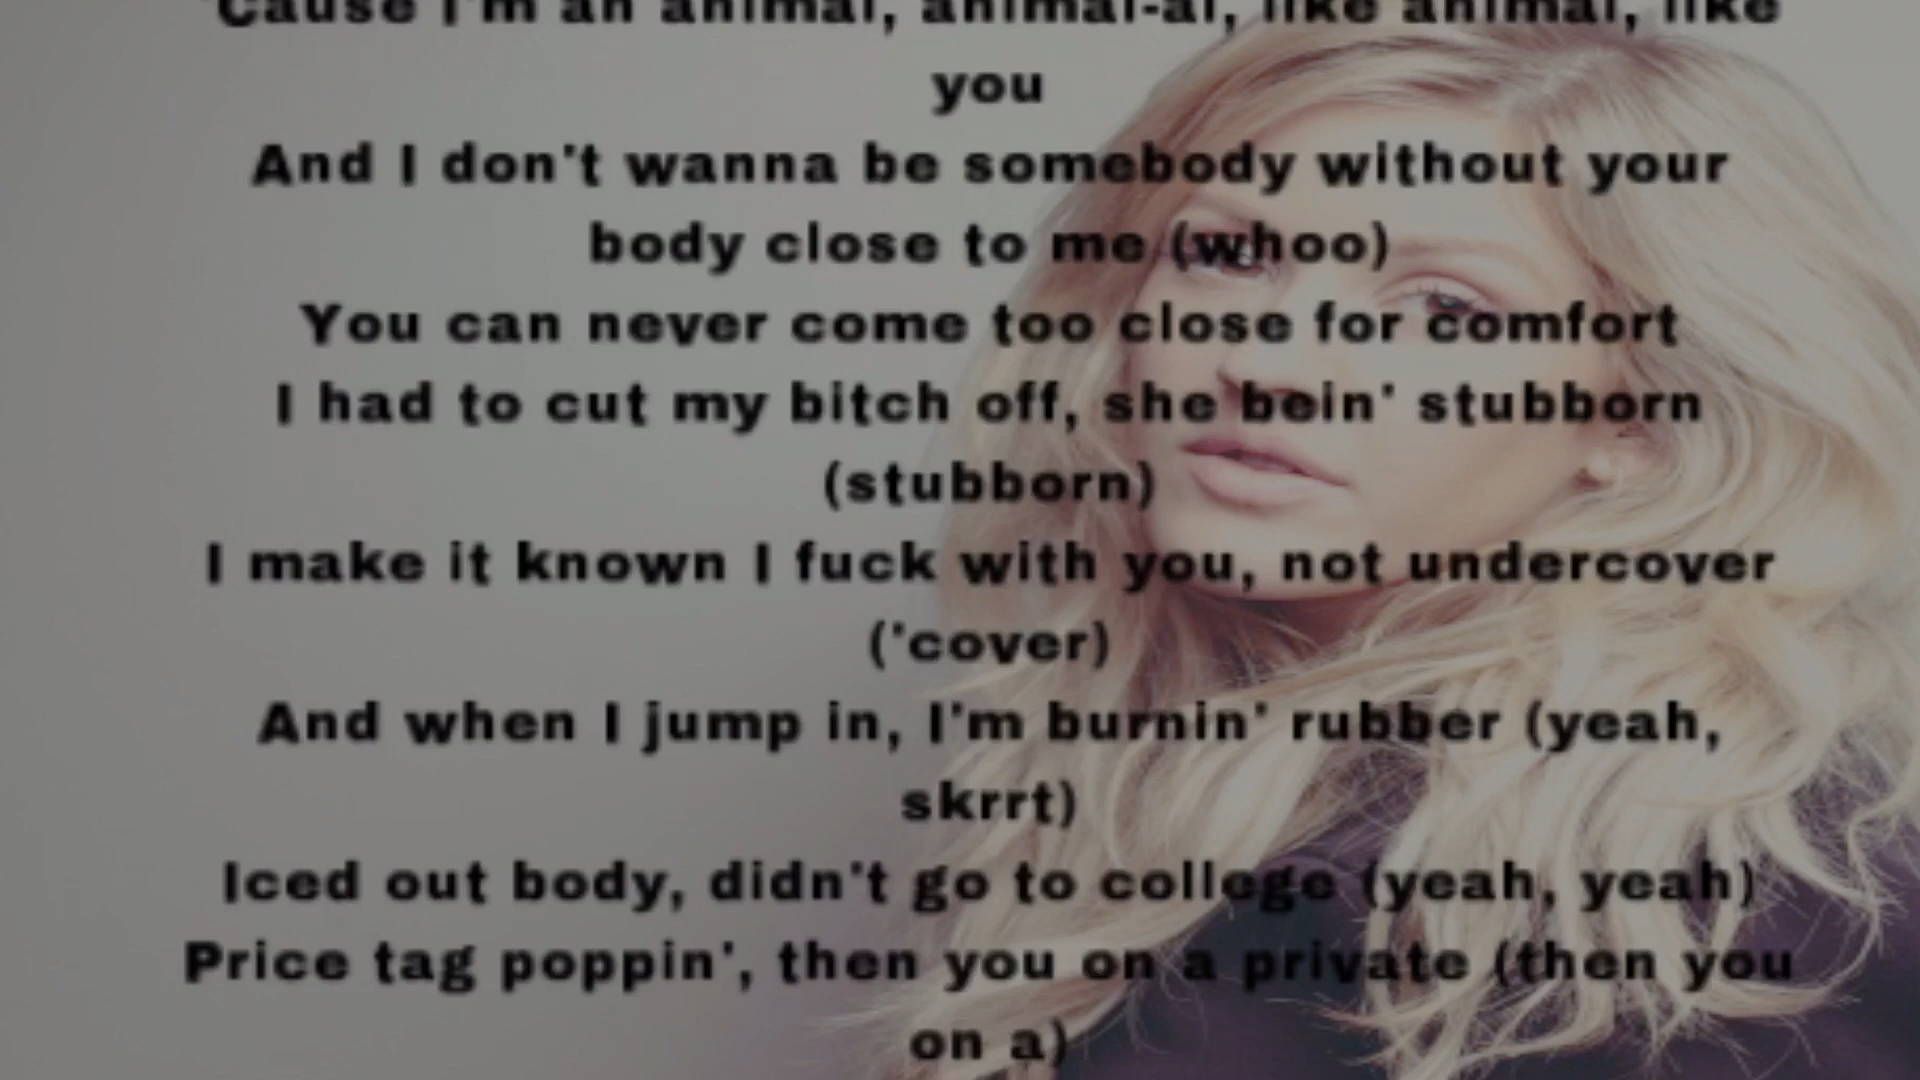 'Cause I'm an animal, animal-al, like animal, like
you
And I don't wanna be somebody without your
body close to me (whoo)
You can never come too close for comfort
I had to cut my bitch off, she bein' stubborn
(stubborn)
I make it known I fuck with you, not undercover
('cover)
And when I jump in, I'm burnin' rubber (yeah,
skrrt)
Iced out body, didn't go to college (yeah, yeah)
Price tag poppin', then you on a private (then you
on a)